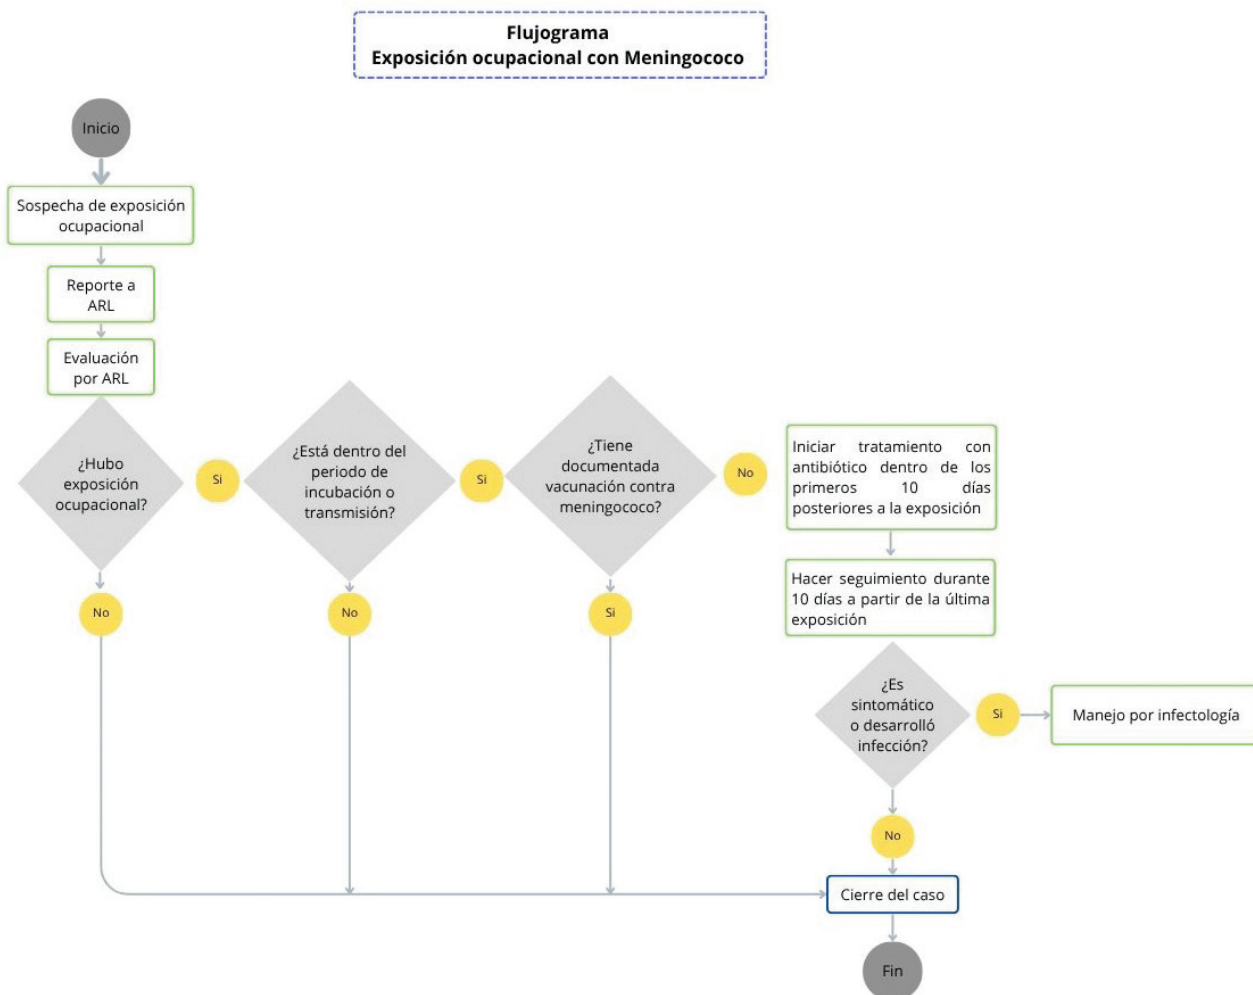 Flujograma
Exposición ocupacional con Meningococo
Inicio
Sospecha de exposición
ocupacional
Reporte a
ARL
Evaluación
por ARL
¿Hubo
exposición
ocupacional?
Si
¿Está dentro del
periodo de
incubación o
transmisión?
Si
¿Tiene
documentada
vacunación contra
meningococo?
No
Iniciar tratamiento con
antibiótico dentro de los
primeros 10 días
posteriores a la exposición
Hacer seguimiento durante
10 días a partir de la última
exposición
No
No
Si
¿Es
sintomático
o desarrolló
infección?
Si
Manejo por infectología
No
Cierre del caso
Fin